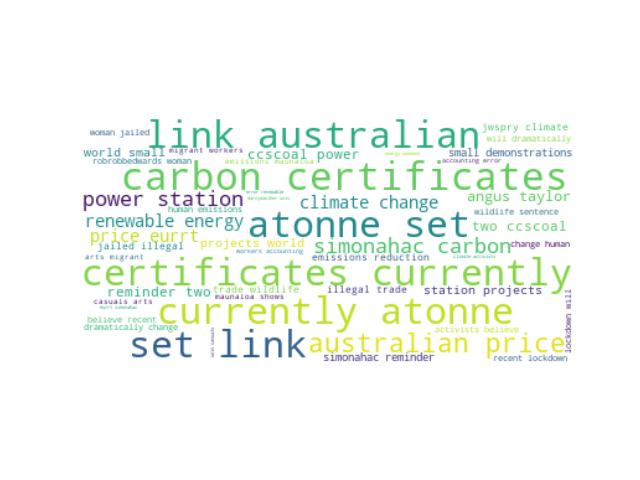 woman jailed link australian jwspry climate
will dramatically
world small migrant workers ccscoal power small demonstrations
robrobbedwards woman emissions maunaloa accounting error
carbon certificates
power station climate change angus taylor
human emissions wildlife sentence
renewable energy atonne set two ccscoal
price eurrt projects world simonahac carbon change human
jailed illegal workers accounting
arts migrant emissions reduction
certificates currently
reminder two trade wildlife illegal trade station projects
casuals arts maunaloa shows
currently atonne
believe recent lockdown will
dramatically change activists believe
set link australian price
simonahac reminder recent lockdown